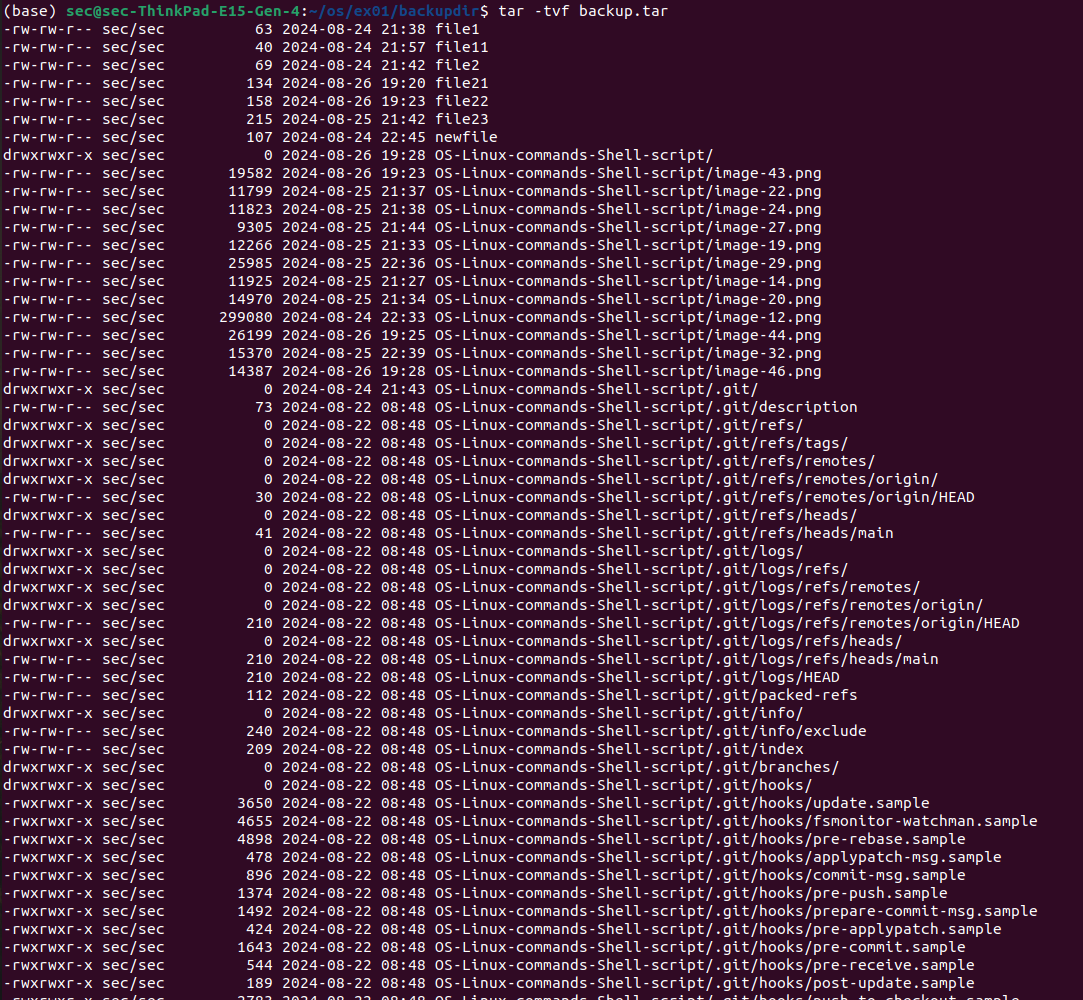 (base) sec@sec-ThinkPad-E15-Gen-4:~/os/ex01/backupdir$ tar -tvf backup.tar
-rw-rw-r-- sec/sec          63 2024-08-24 21:38 file1
-rw-rw-r-- sec/sec          40 2024-08-24 21:57 file11
-rw-rw-r-- sec/sec          69 2024-08-24 21:42 file2
-rw-rw-r-- sec/sec         134 2024-08-26 19:20 file21
-rw-rw-r-- sec/sec         158 2024-08-26 19:23 file22
-rw-rw-r-- sec/sec         215 2024-08-25 21:42 file23
-rw-rw-r-- sec/sec         107 2024-08-24 22:45 newfile
drwxrwxr-x sec/sec           0 2024-08-26 19:28 OS-Linux-commands-Shell-script/
-rw-rw-r-- sec/sec       19582 2024-08-26 19:23 OS-Linux-commands-Shell-script/image-43.png
-rw-rw-r-- sec/sec       11799 2024-08-25 21:37 OS-Linux-commands-Shell-script/image-22.png
-rw-rw-r-- sec/sec       11823 2024-08-25 21:38 OS-Linux-commands-Shell-script/image-24.png
-rw-rw-r-- sec/sec        9305 2024-08-25 21:44 OS-Linux-commands-Shell-script/image-27.png
-rw-rw-r-- sec/sec       12266 2024-08-25 21:33 OS-Linux-commands-Shell-script/image-19.png
-rw-rw-r-- sec/sec       25985 2024-08-25 22:36 OS-Linux-commands-Shell-script/image-29.png
-rw-rw-r-- sec/sec       11925 2024-08-25 21:27 OS-Linux-commands-Shell-script/image-14.png
-rw-rw-r-- sec/sec       14970 2024-08-25 21:34 OS-Linux-commands-Shell-script/image-20.png
-rw-rw-r-- sec/sec      299080 2024-08-24 22:33 OS-Linux-commands-Shell-script/image-12.png
-rw-rw-r-- sec/sec       26199 2024-08-26 19:25 OS-Linux-commands-Shell-script/image-44.png
-rw-rw-r-- sec/sec       15370 2024-08-25 22:39 OS-Linux-commands-Shell-script/image-32.png
-rw-rw-r-- sec/sec       14387 2024-08-26 19:28 OS-Linux-commands-Shell-script/image-46.png
drwxrwxr-x sec/sec           0 2024-08-24 21:43 OS-Linux-commands-Shell-script/.git/
-rw-rw-r-- sec/sec          73 2024-08-22 08:48 OS-Linux-commands-Shell-script/.git/description
drwxrwxr-x sec/sec           0 2024-08-22 08:48 OS-Linux-commands-Shell-script/.git/refs/
drwxrwxr-x sec/sec           0 2024-08-22 08:48 OS-Linux-commands-Shell-script/.git/refs/tags/
drwxrwxr-x sec/sec           0 2024-08-22 08:48 OS-Linux-commands-Shell-script/.git/refs/remotes/
drwxrwxr-x sec/sec           0 2024-08-22 08:48 OS-Linux-commands-Shell-script/.git/refs/remotes/origin/
-rw-rw-r-- sec/sec          30 2024-08-22 08:48 OS-Linux-commands-Shell-script/.git/refs/remotes/origin/HEAD
drwxrwxr-x sec/sec           0 2024-08-22 08:48 OS-Linux-commands-Shell-script/.git/refs/heads/
-rw-rw-r-- sec/sec          41 2024-08-22 08:48 OS-Linux-commands-Shell-script/.git/refs/heads/main
drwxrwxr-x sec/sec           0 2024-08-22 08:48 OS-Linux-commands-Shell-script/.git/logs/
drwxrwxr-x sec/sec           0 2024-08-22 08:48 OS-Linux-commands-Shell-script/.git/logs/refs/
drwxrwxr-x sec/sec           0 2024-08-22 08:48 OS-Linux-commands-Shell-script/.git/logs/refs/remotes/
drwxrwxr-x sec/sec           0 2024-08-22 08:48 OS-Linux-commands-Shell-script/.git/logs/refs/remotes/origin/
-rw-rw-r-- sec/sec         210 2024-08-22 08:48 OS-Linux-commands-Shell-script/.git/logs/refs/remotes/origin/HEAD
drwxrwxr-x sec/sec           0 2024-08-22 08:48 OS-Linux-commands-Shell-script/.git/logs/refs/heads/
-rw-rw-r-- sec/sec         210 2024-08-22 08:48 OS-Linux-commands-Shell-script/.git/logs/refs/heads/main
-rw-rw-r-- sec/sec         210 2024-08-22 08:48 OS-Linux-commands-Shell-script/.git/logs/HEAD
-rw-rw-r-- sec/sec         112 2024-08-22 08:48 OS-Linux-commands-Shell-script/.git/packed-refs
drwxrwxr-x sec/sec           0 2024-08-22 08:48 OS-Linux-commands-Shell-script/.git/info/
-rw-rw-r-- sec/sec         240 2024-08-22 08:48 OS-Linux-commands-Shell-script/.git/info/exclude
-rw-rw-r-- sec/sec         209 2024-08-22 08:48 OS-Linux-commands-Shell-script/.git/index
drwxrwxr-x sec/sec           0 2024-08-22 08:48 OS-Linux-commands-Shell-script/.git/branches/
drwxrwxr-x sec/sec           0 2024-08-22 08:48 OS-Linux-commands-Shell-script/.git/hooks/
-rwxrwxr-x sec/sec        3650 2024-08-22 08:48 OS-Linux-commands-Shell-script/.git/hooks/update.sample
-rwxrwxr-x sec/sec        4655 2024-08-22 08:48 OS-Linux-commands-Shell-script/.git/hooks/fsmonitor-watchman.sample
-rwxrwxr-x sec/sec        4898 2024-08-22 08:48 OS-Linux-commands-Shell-script/.git/hooks/pre-rebase.sample
-rwxrwxr-x sec/sec         478 2024-08-22 08:48 OS-Linux-commands-Shell-script/.git/hooks/applypatch-msg.sample
-rwxrwxr-x sec/sec         896 2024-08-22 08:48 OS-Linux-commands-Shell-script/.git/hooks/commit-msg.sample
-rwxrwxr-x sec/sec        1374 2024-08-22 08:48 OS-Linux-commands-Shell-script/.git/hooks/pre-push.sample
-rwxrwxr-x sec/sec        1492 2024-08-22 08:48 OS-Linux-commands-Shell-script/.git/hooks/prepare-commit-msg.sample
-rwxrwxr-x sec/sec         424 2024-08-22 08:48 OS-Linux-commands-Shell-script/.git/hooks/pre-applypatch.sample
-rwxrwxr-x sec/sec        1643 2024-08-22 08:48 OS-Linux-commands-Shell-script/.git/hooks/pre-commit.sample
-rwxrwxr-x sec/sec         544 2024-08-22 08:48 OS-Linux-commands-Shell-script/.git/hooks/pre-receive.sample
-rwxrwxr-x sec/sec         189 2024-08-22 08:48 OS-Linux-commands-Shell-script/.git/hooks/post-update.sample
-rwxrwxr-x sec/sec        2783 2024-08-22 08:48 OS-Linux-commands-Shell-script/.git/hooks/push-to-checkout.sample